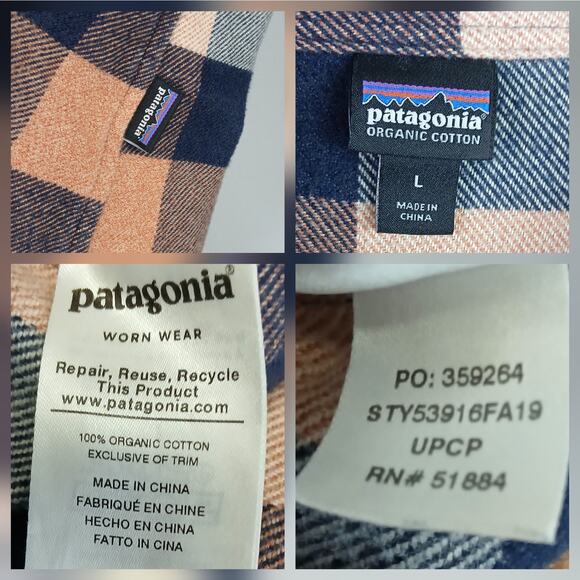 patagonia
patagonia®
ORGANIC COTTON
L
MADE IN
CHINA
patagonia®
WORN WEAR
Repair, Reuse, Recycle
This Product
www.patagonia.com
100% ORGANIC COTTON
EXCLUSIVE OF TRIM
MADE IN CHINA
FABRIQUÉ EN CHINE
HECHO EN CHINA
FATTO IN CINA
PO: 359264
STY53916FA19
UPCP
RN# 51884